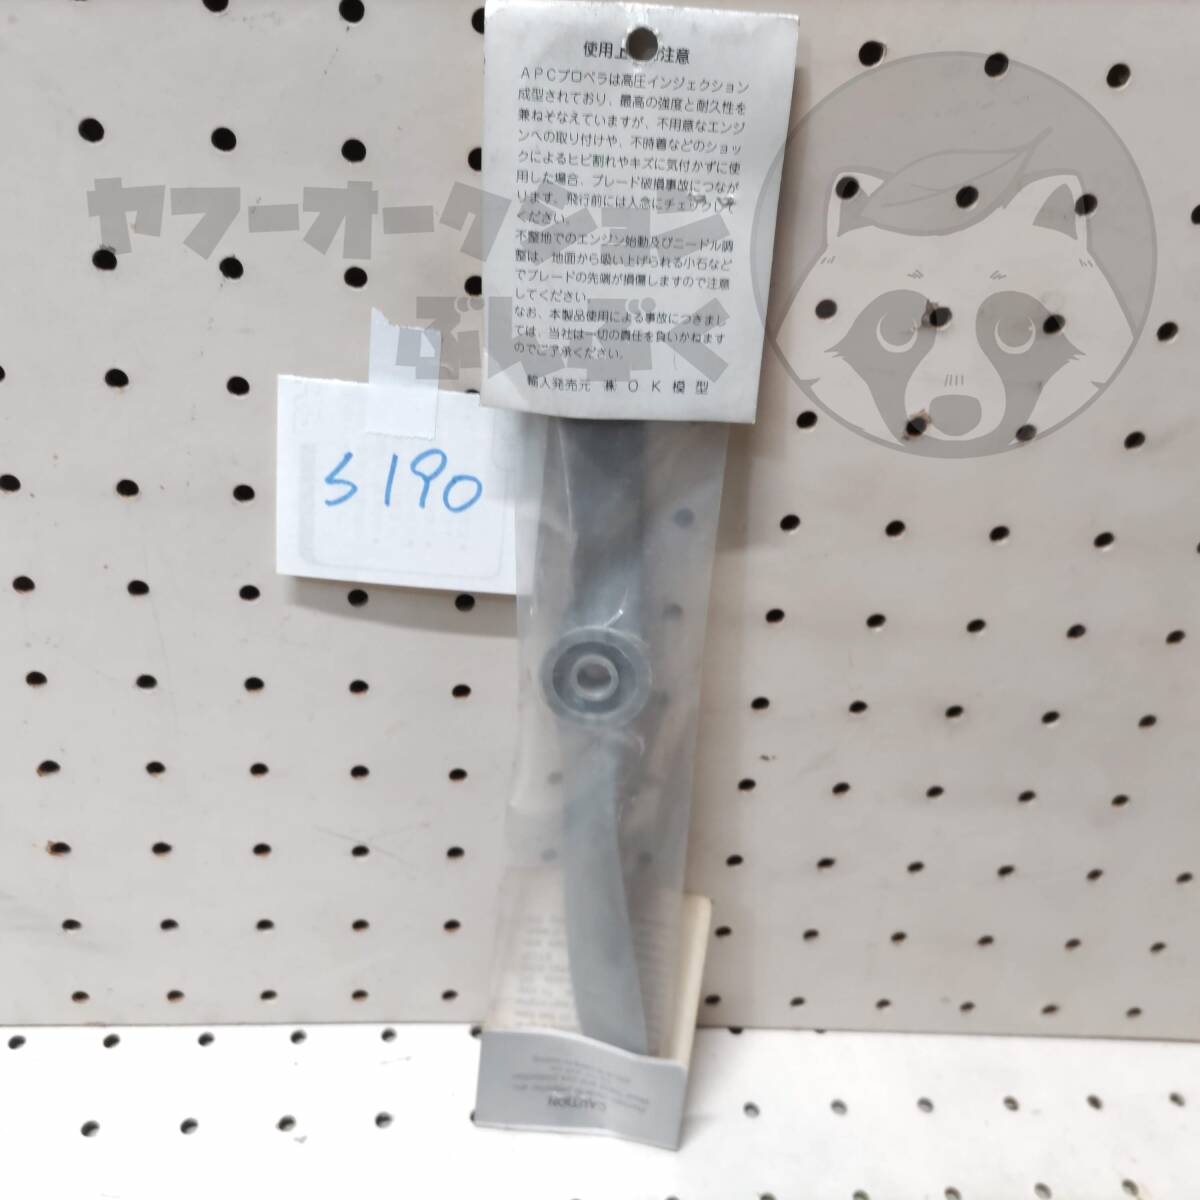 使用上 注意
APCプロペラは高圧インジェクション
成型されており、最高の強度と耐久性を
兼ねそなえていますが、不用意なエンジ
ンへの取り付けや、不時着などのショッ
クによるヒビ割れやキズに気付かずに使
用した場合、ブレード破損事故につなが
ります。飛行前には入念にチェックして
ください。
不整地でのエンジン始動及びニードル調
整は、地面から吸い上げられる小石など
でブレードの先端が損傷しますので注意
してください。
なお、本製品使用による事故につきまし
ては、当社は一切の責任を負いかねます
のでご了承ください。
輸入発売元 ㈱ OK模型
ヤフーオークション
ぶんぶく
S190
CAUTION